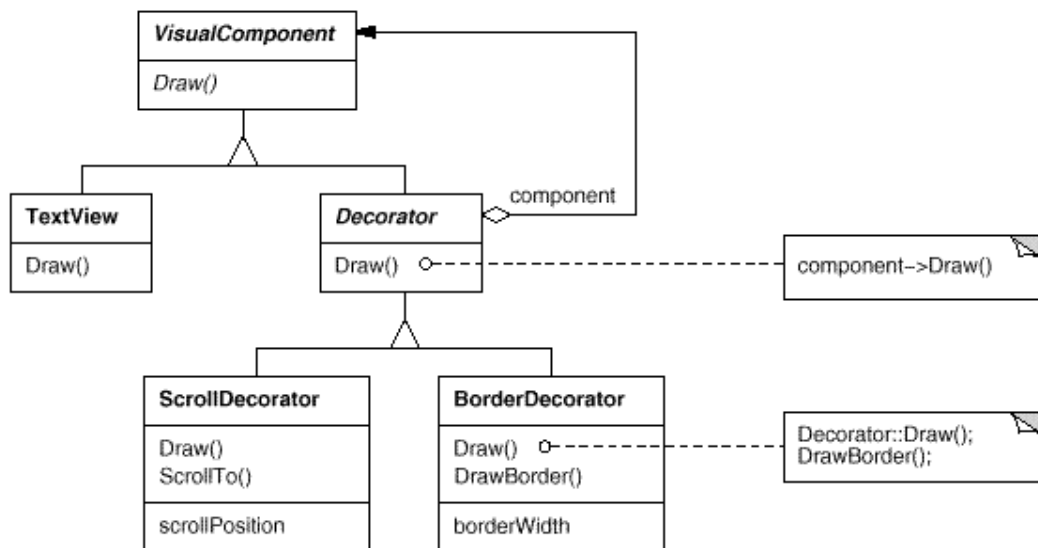 VisualComponent
Draw()
TextView
Draw()
Decorator
Draw()
component
component->Draw()
ScrollDecorator
Draw()
ScrollTo()
scrollPosition
BorderDecorator
Draw()
DrawBorder()
borderWidth
Decorator::Draw();
DrawBorder();